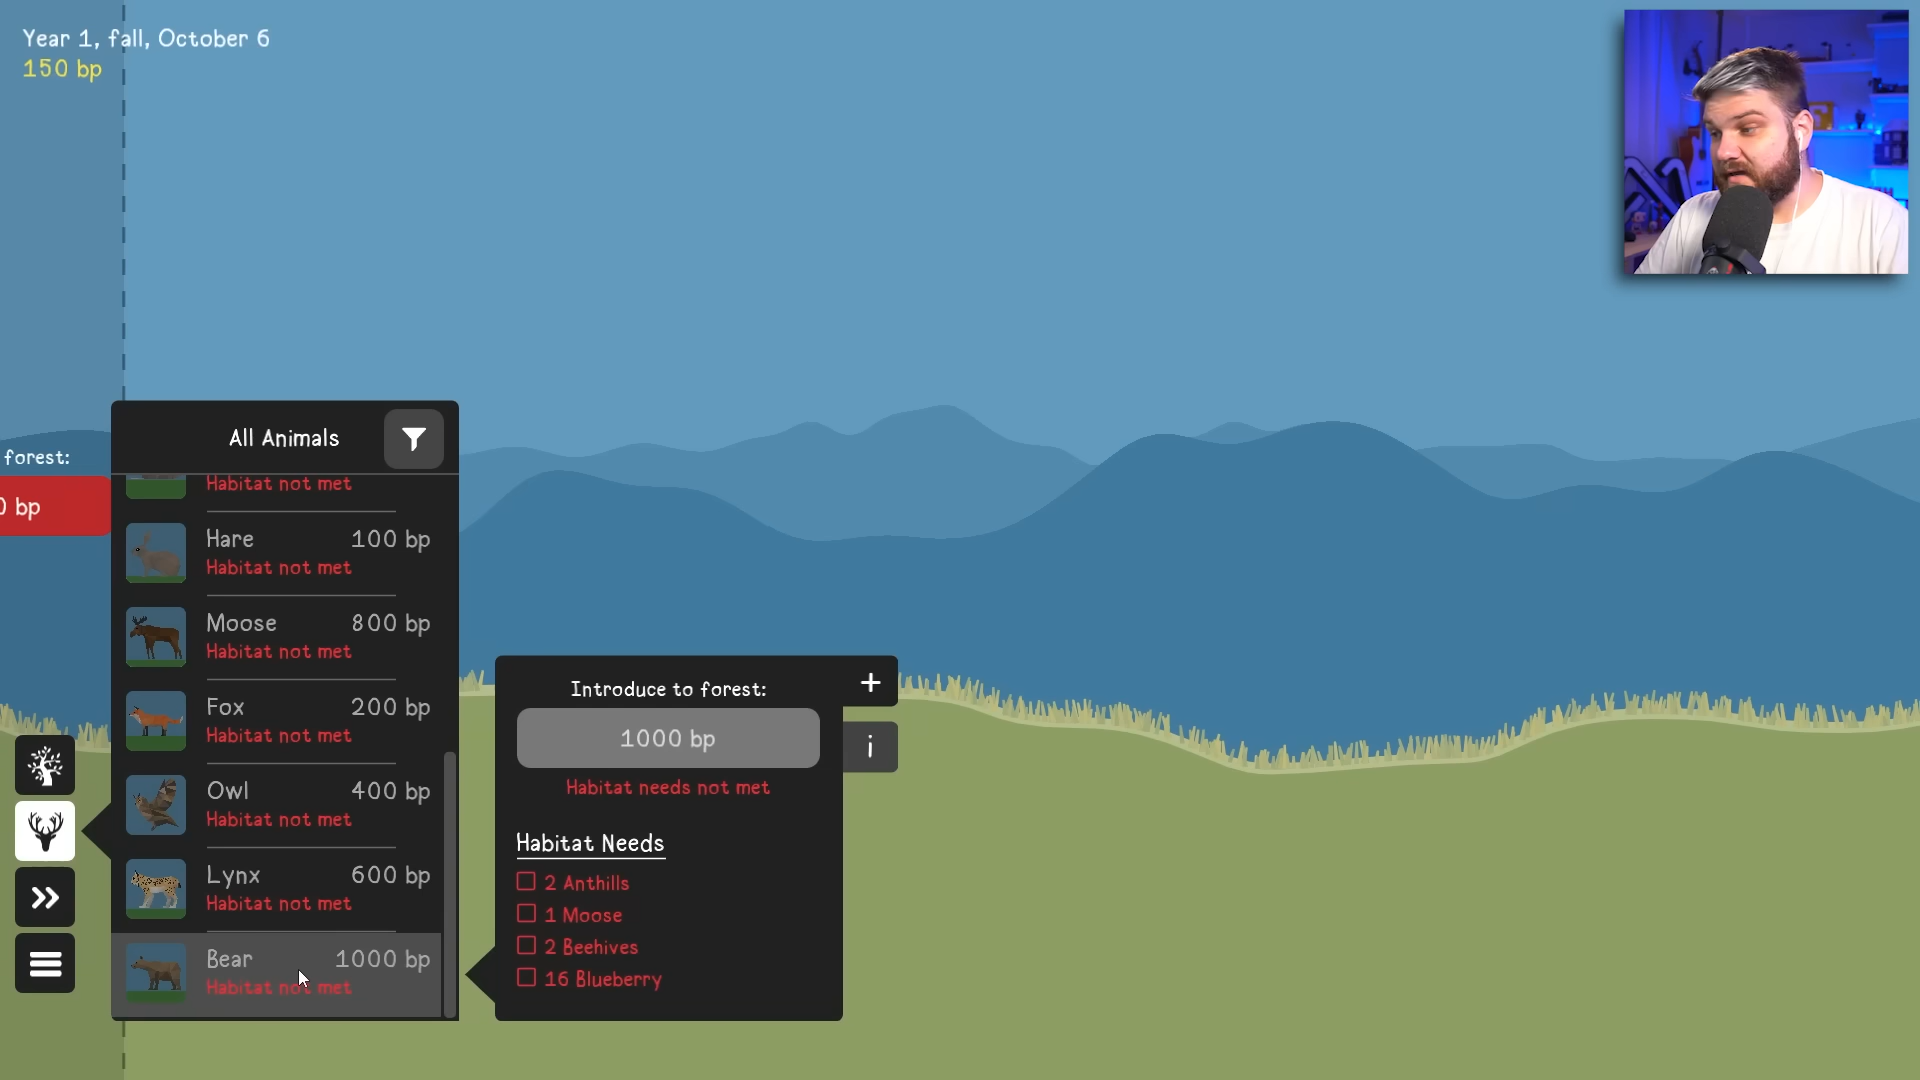 Year 1, fall, October 6
150 bp
forest:
0 bp
All Animals
Habitat not met
Hare 100 bp
Habitat not met
Moose 800 bp
Habitat not met
Fox 200 bp
Habitat not met
Owl 400 bp
Habitat not met
Lynx 600 bp
Habitat not met
Bear 1000 bp
Habitat not met
Introduce to forest:
+
1000 bp
i
Habitat needs not met
Habitat Needs
2 Anthills
1 Moose
2 Beehives
16 Blueberry